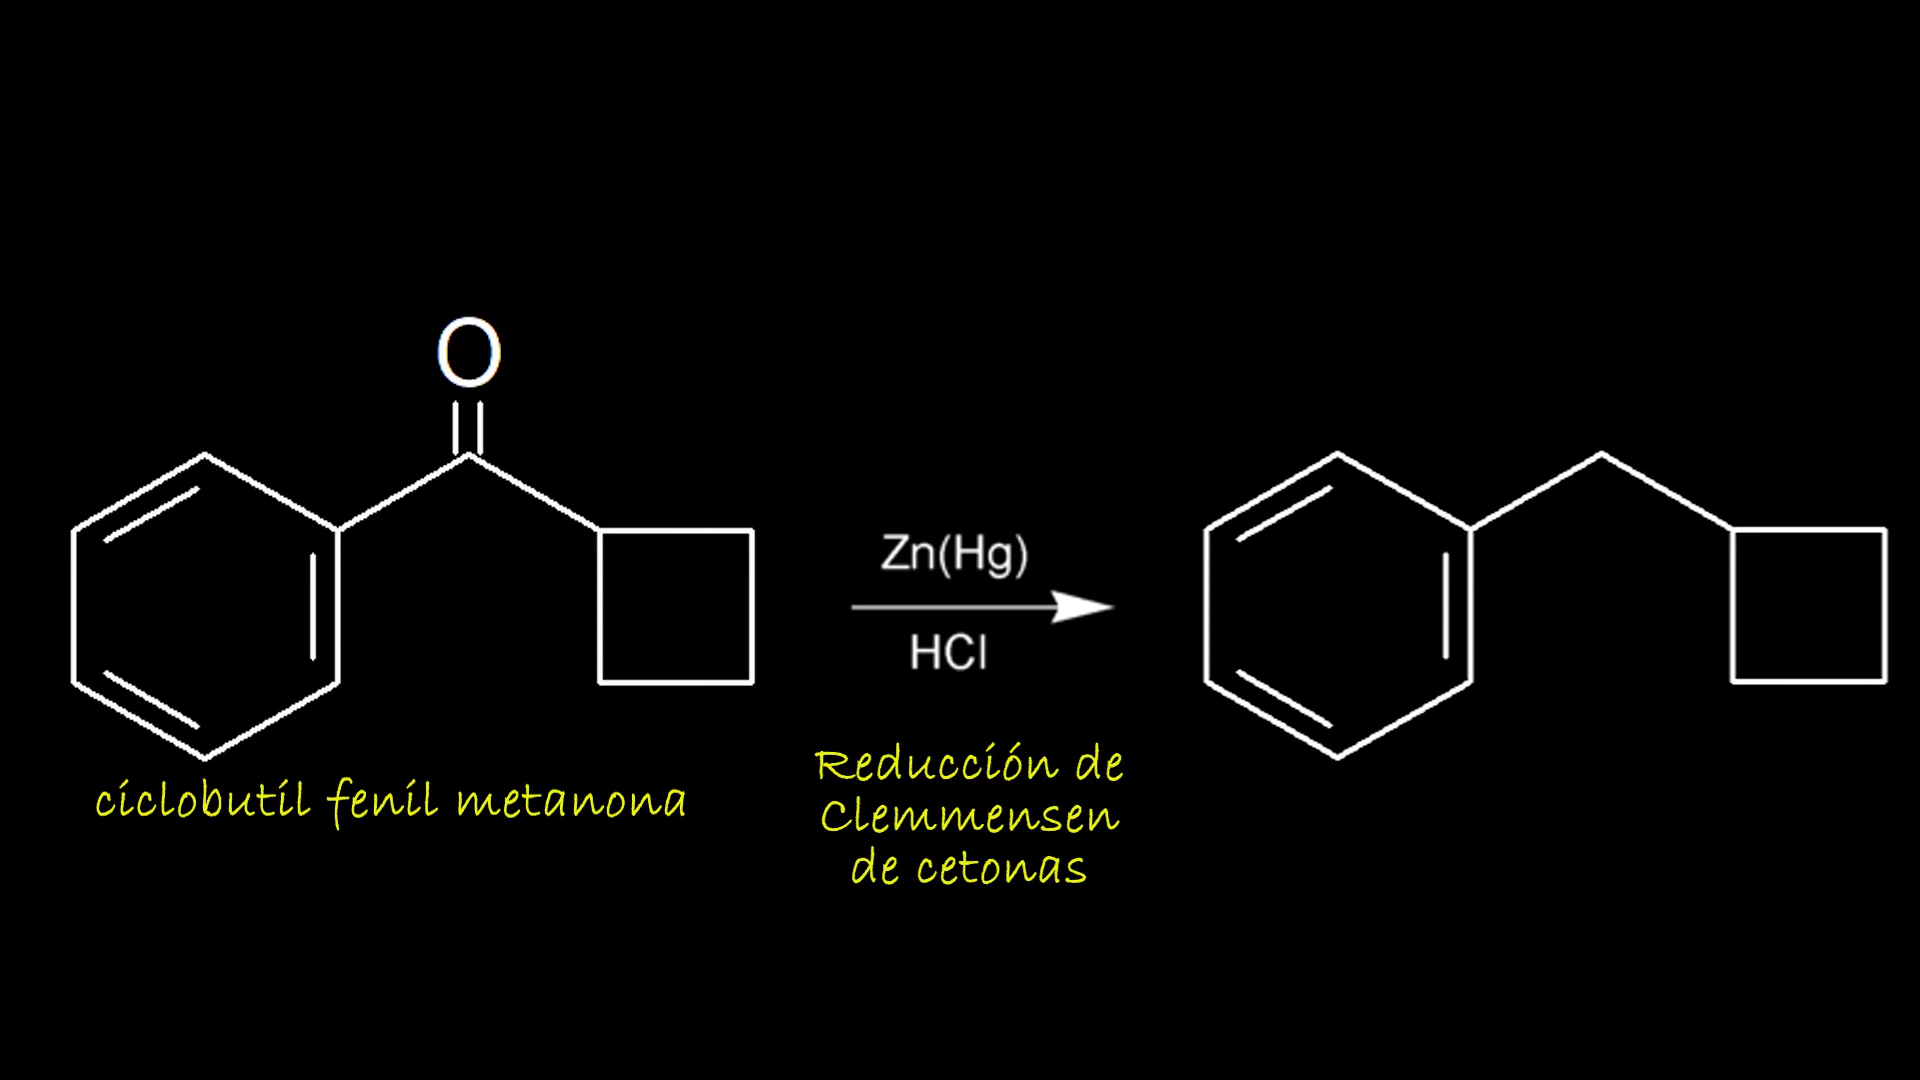 O
Zn(Hg)
HCl
ciclobutil fenil metanona
Reducción de
Clemmensen
de cetonas